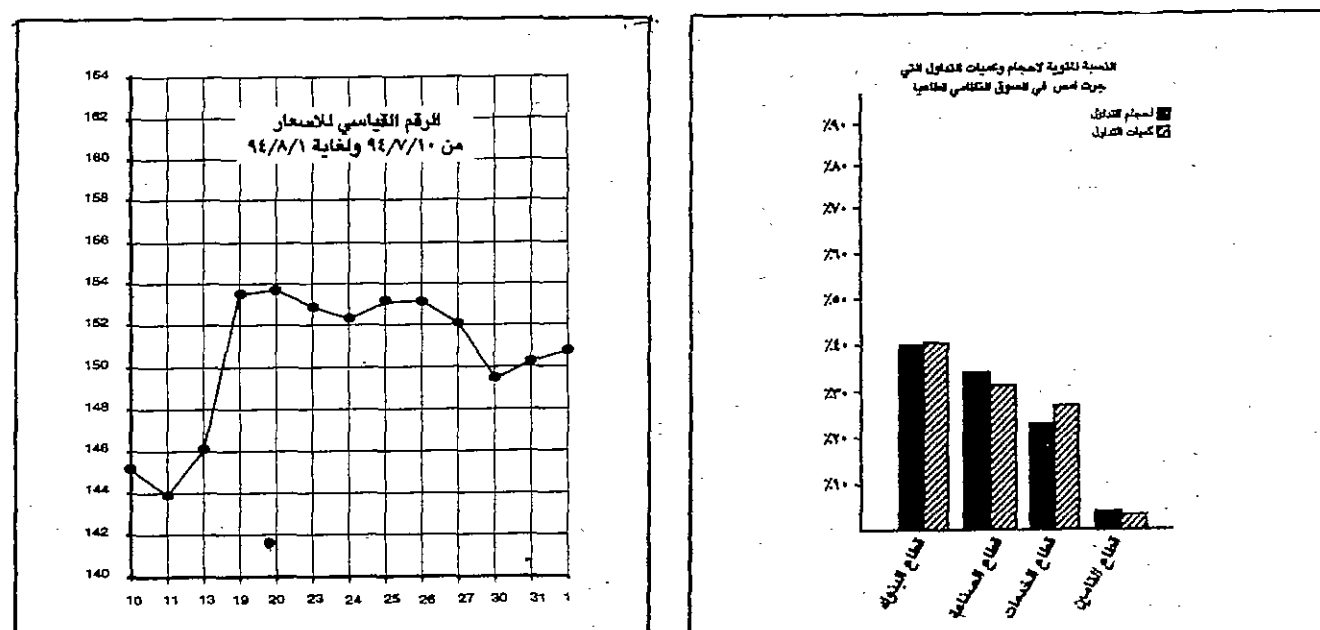 164
162
160
158
156
154
152
150
148
146
144
142
140
10 11 13 19 20 23 24 25 26 27 30 31 1
الرقم القياسي للاسعار
من ٩٤/٧/١٠ ولغاية ٩٤/٨/١
النسبة المئوية لاحجام وكميات التداول التي
جرت امس في السوق النظامي قطاعيا
احجام التداول
كميات التداول
٪٩٠
٪٨٠
٪٧٠
٪٦٠
٪٥٠
٪٤٠
٪٣٠
٪٢٠
٪١٠
قطاع البنوك
قطاع الصناعة
قطاع الخدمات
قطاع التامين